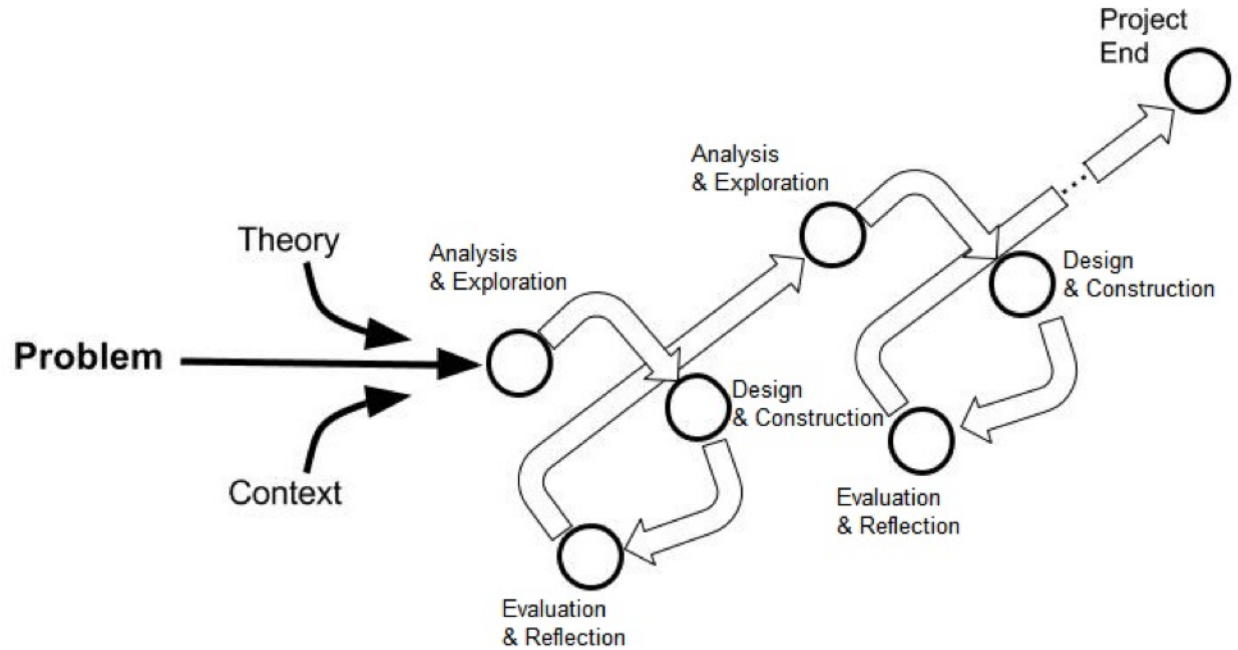 Project
End
Analysis
& Exploration
Theory
Analysis
& Exploration
Design
& Construction
Problem
Design
& Construction
Context
Evaluation
& Reflection
Evaluation
& Reflection